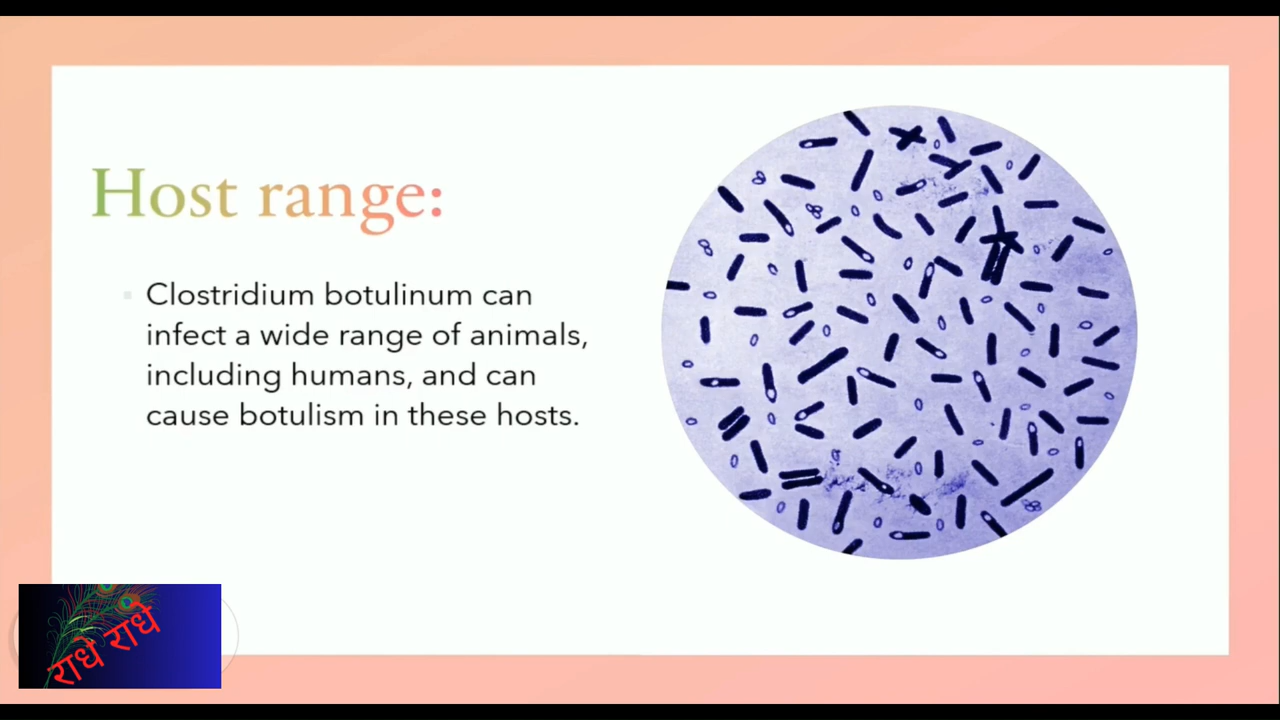 Host range:
Clostridium botulinum can
infect a wide range of animals,
including humans, and can
cause botulism in these hosts.
राधे राधे